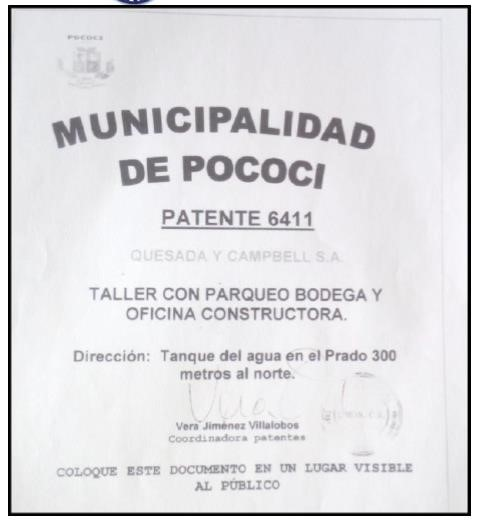 POCOCI
MUNICIPALIDAD
DE POCOCI
PATENTE 6411
QUESADA Y CAMPBELL S.A.
TALLER CON PARQUEO BODEGA Y
OFICINA CONSTRUCTORA.
Dirección: Tanque del agua en el Prado 300
metros al norte.
Vera Jiménez Villalobos
Coordinadora patentes
COLOQUE ESTE DOCUMENTO EN UN LUGAR VISIBLE
AL PÚBLICO